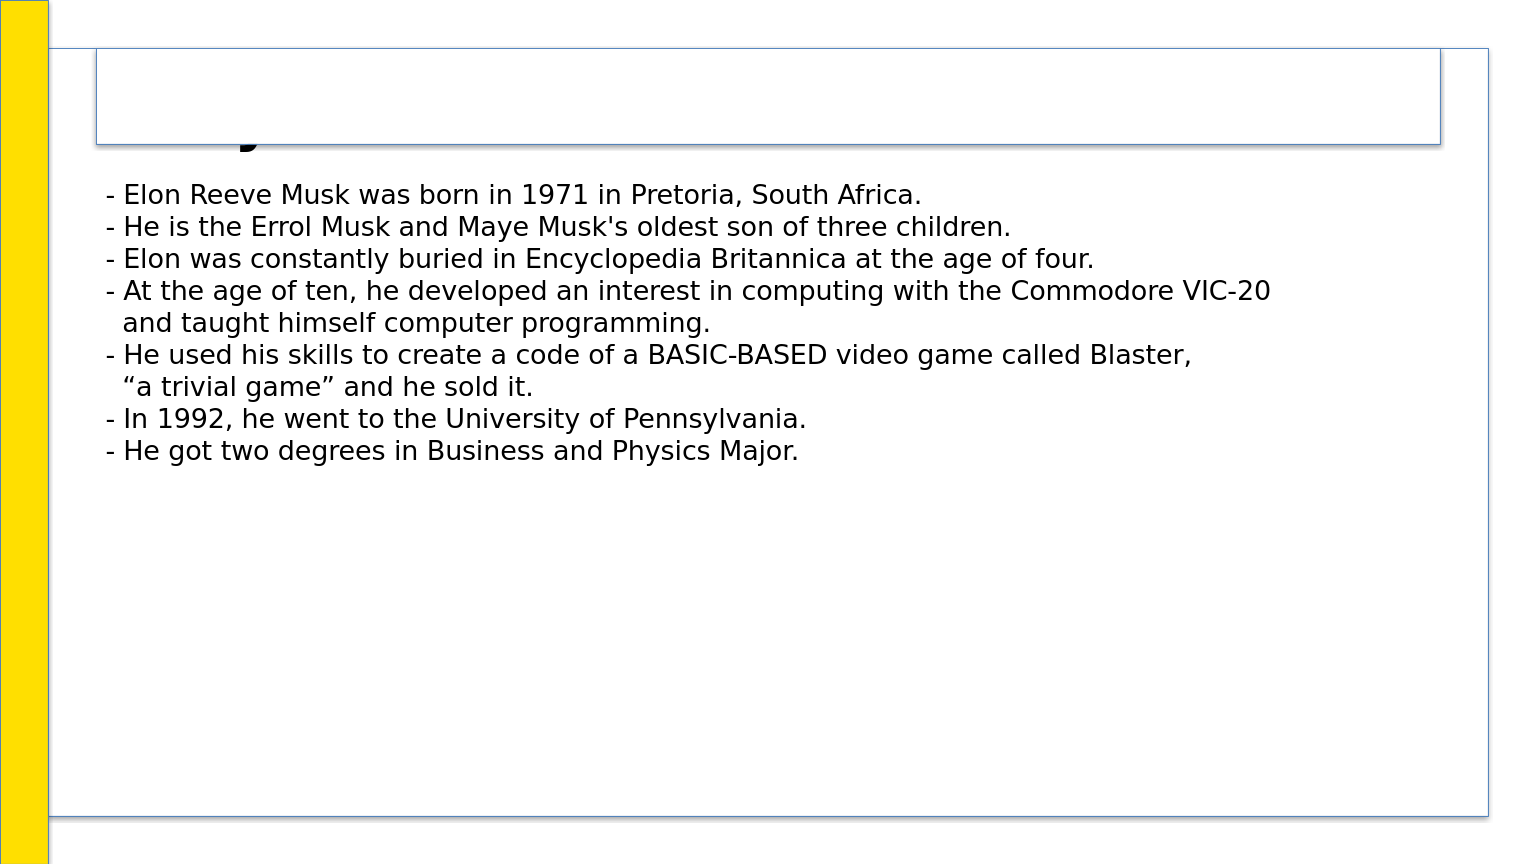 - Elon Reeve Musk was born in 1971 in Pretoria, South Africa.
- He is the Errol Musk and Maye Musk's oldest son of three children.
- Elon was constantly buried in Encyclopedia Britannica at the age of four.
- At the age of ten, he developed an interest in computing with the Commodore VIC-20
and taught himself computer programming.
- He used his skills to create a code of a BASIC-BASED video game called Blaster,
“a trivial game” and he sold it.
- In 1992, he went to the University of Pennsylvania.
- He got two degrees in Business and Physics Major.